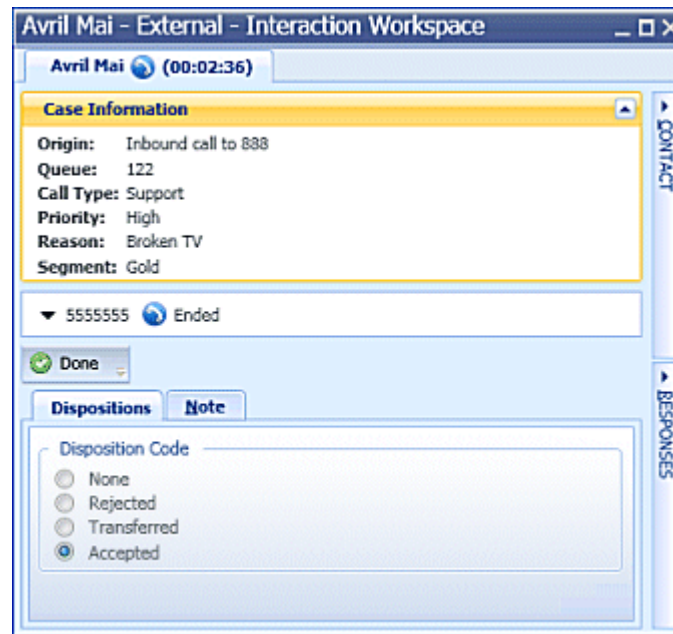 Avril Mai - External - Interaction Workspace
Avril Mai (00:02:36)
Case Information
Origin: Inbound call to 888
Queue: 122
Call Type: Support
Priority: High
Reason: Broken TV
Segment: Gold
CONTACT
5555555 Ended
Done
Dispositions Note
RESPONSES
Disposition Code
None
Rejected
Transferred
Accepted